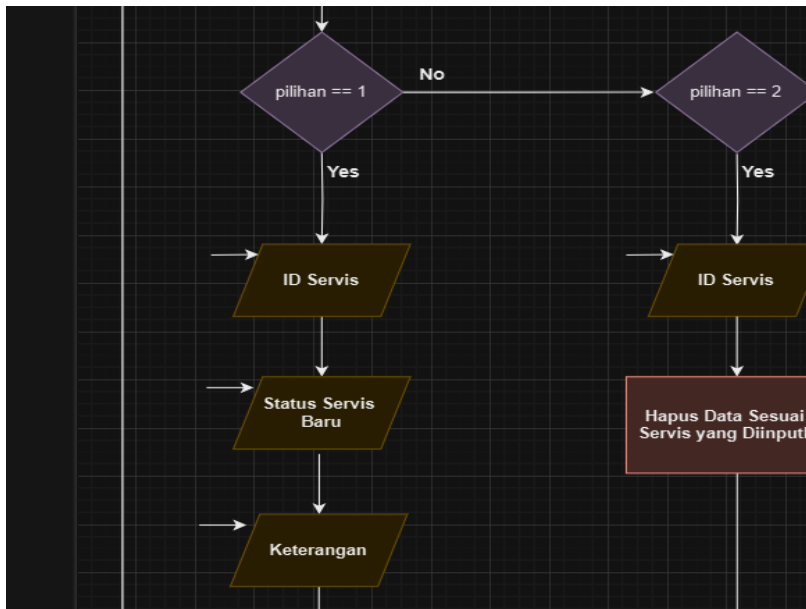 pilihan == 1
No
pilihan == 2
Yes
Yes
ID Servis
ID Servis
Status Servis
Baru
Hapus Data Sesuai
Servis yang
Keterangan